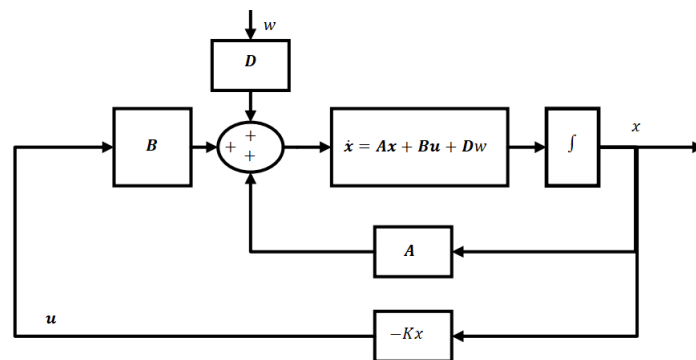 w
D
B
+
+
+
ẋ = Ax + Bu + Dw
∫
x
A
u
−Kx